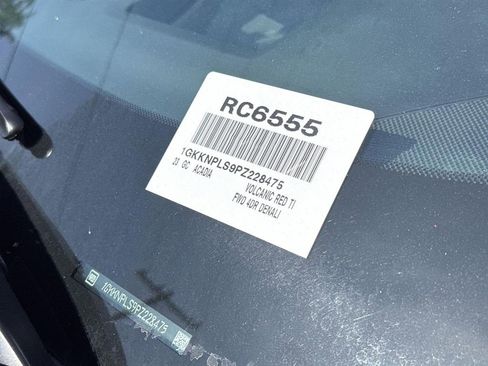 RC6555
1GKKNPLS9PZ228475
23 GC ACADIA VOLCANIC RED TI
FWD 4DR DENALI
1GKKNPLS9PZ228475